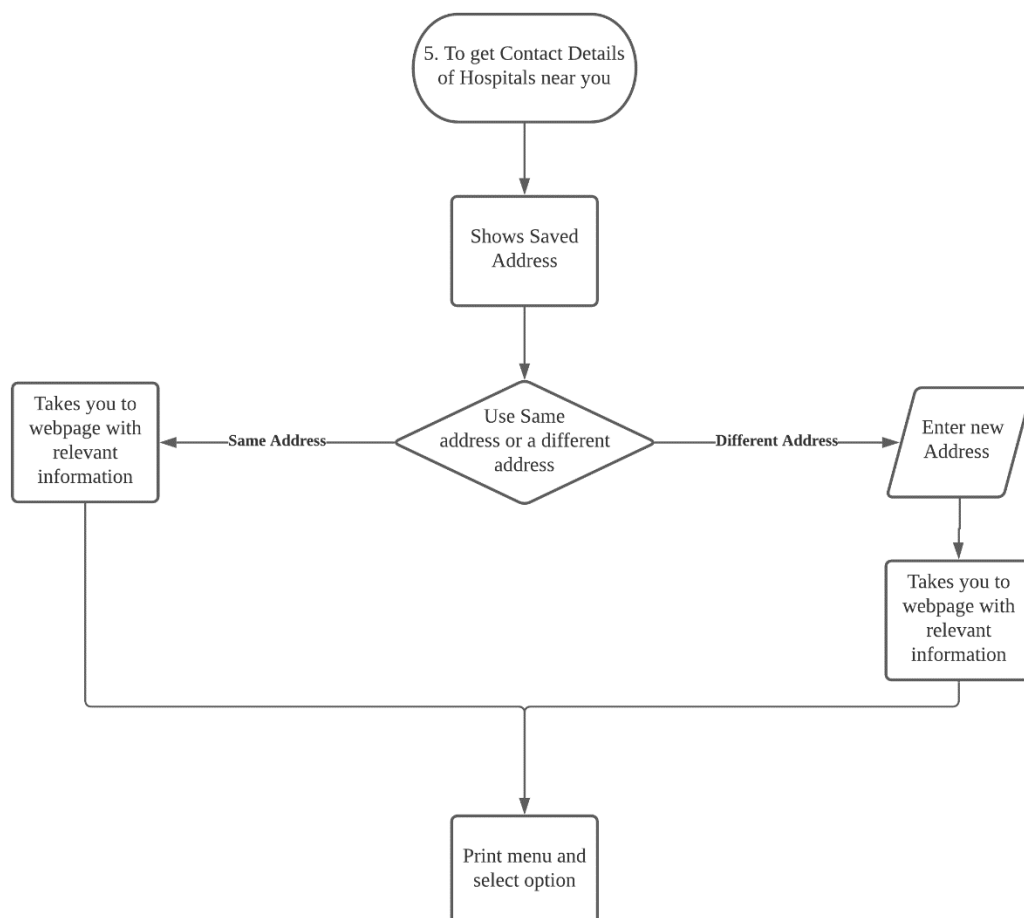 5. To get Contact Details
of Hospitals near you
Shows Saved
Address
Use Same
address or a different
address
Same Address
Takes you to
webpage with
relevant
information
Different Address
Enter new
Address
Takes you to
webpage with
relevant
information
Print menu and
select option